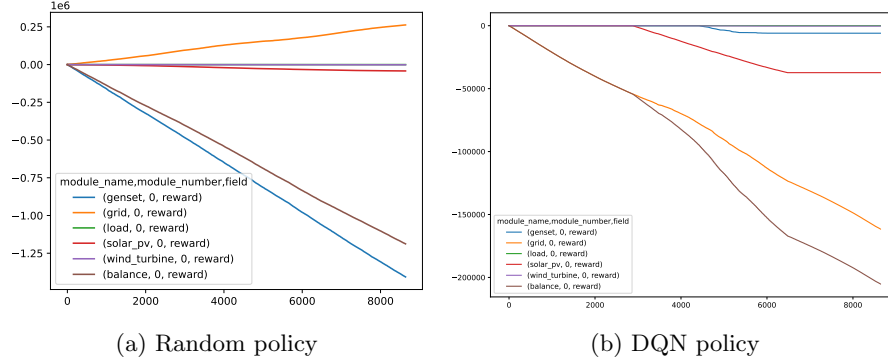 1e6
0.25
0.00
−0.25
−0.50
−0.75
−1.00
−1.25
0 2000 4000 6000 8000
module_name,module_number,field
(genset, 0, reward)
(grid, 0, reward)
(load, 0, reward)
(solar_pv, 0, reward)
(wind_turbine, 0, reward)
(balance, 0, reward)
(a) Random policy
0
−50000
−100000
−150000
−200000
0 2000 4000 6000 8000
module_name,module_number,field
(genset, 0, reward)
(grid, 0, reward)
(load, 0, reward)
(solar_pv, 0, reward)
(wind_turbine, 0, reward)
(balance, 0, reward)
(b) DQN policy